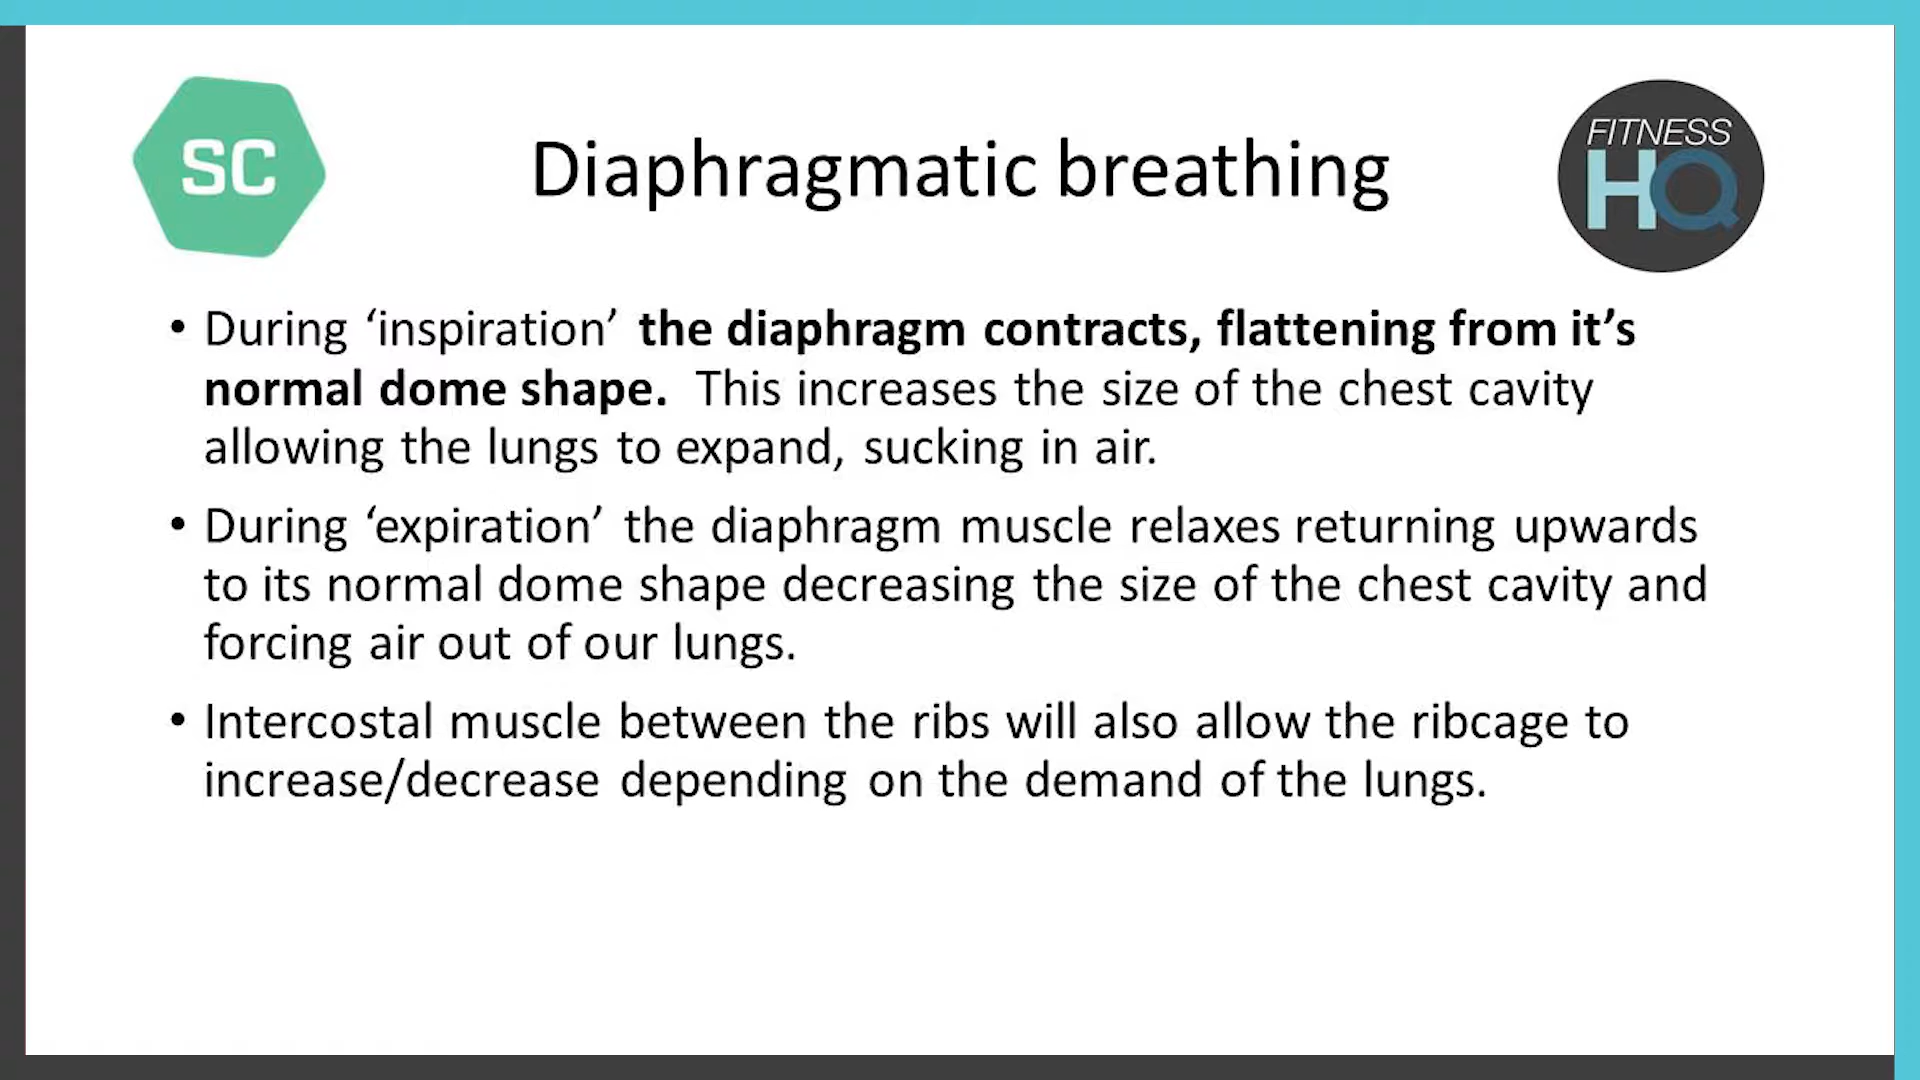 SC
Diaphragmatic breathing
FITNESS
HQ
• During ‘inspiration’ the diaphragm contracts, flattening from it’s
normal dome shape. This increases the size of the chest cavity
allowing the lungs to expand, sucking in air.
• During ‘expiration’ the diaphragm muscle relaxes returning upwards
to its normal dome shape decreasing the size of the chest cavity and
forcing air out of our lungs.
• Intercostal muscle between the ribs will also allow the ribcage to
increase/decrease depending on the demand of the lungs.